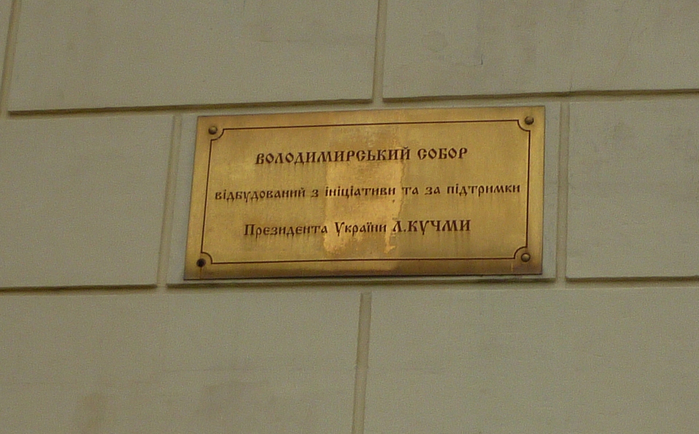 ВОЛОДИМИРСЬКИЙ СОБОР
відбудований з ініціативи та за підтримки
Президента України Л.КУЧМИ